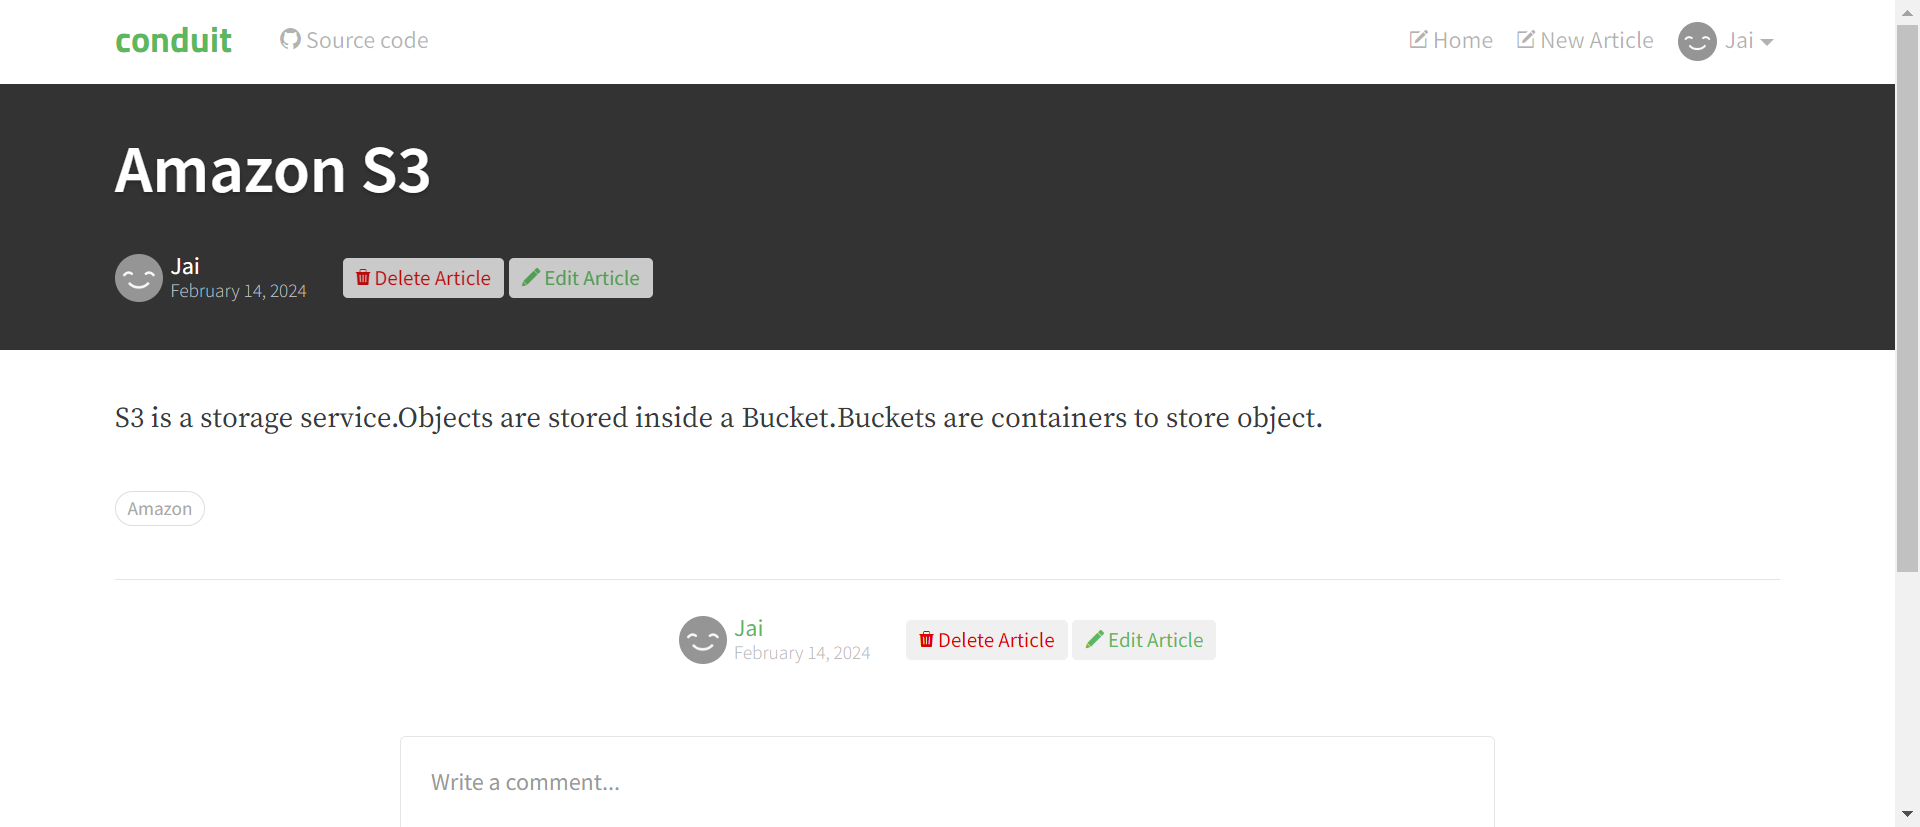 conduit Source code Home New Article Jai
Amazon S3
Jai
February 14, 2024
Delete Article Edit Article
S3 is a storage service.Objects are stored inside a Bucket.Buckets are containers to store object.
Amazon
Jai
February 14, 2024
Delete Article Edit Article
Write a comment...